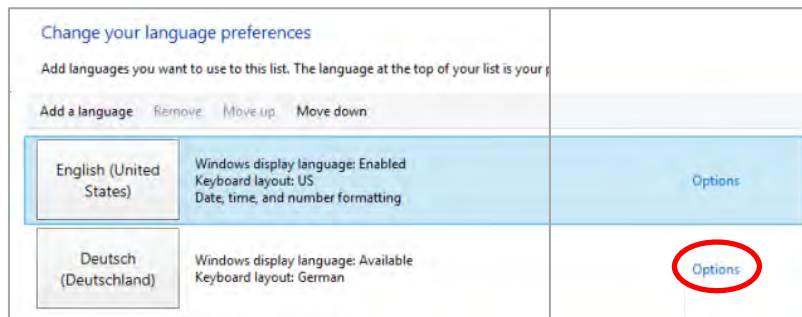 Change your language preferences
Add languages you want to use to this list. The language at the top of your list is your
Add a language Remove Move up Move down
English (United States)
Windows display language: Enabled
Keyboard layout: US
Date, time, and number formatting
Options
Deutsch (Deutschland)
Windows display language: Available
Keyboard layout: German
Options